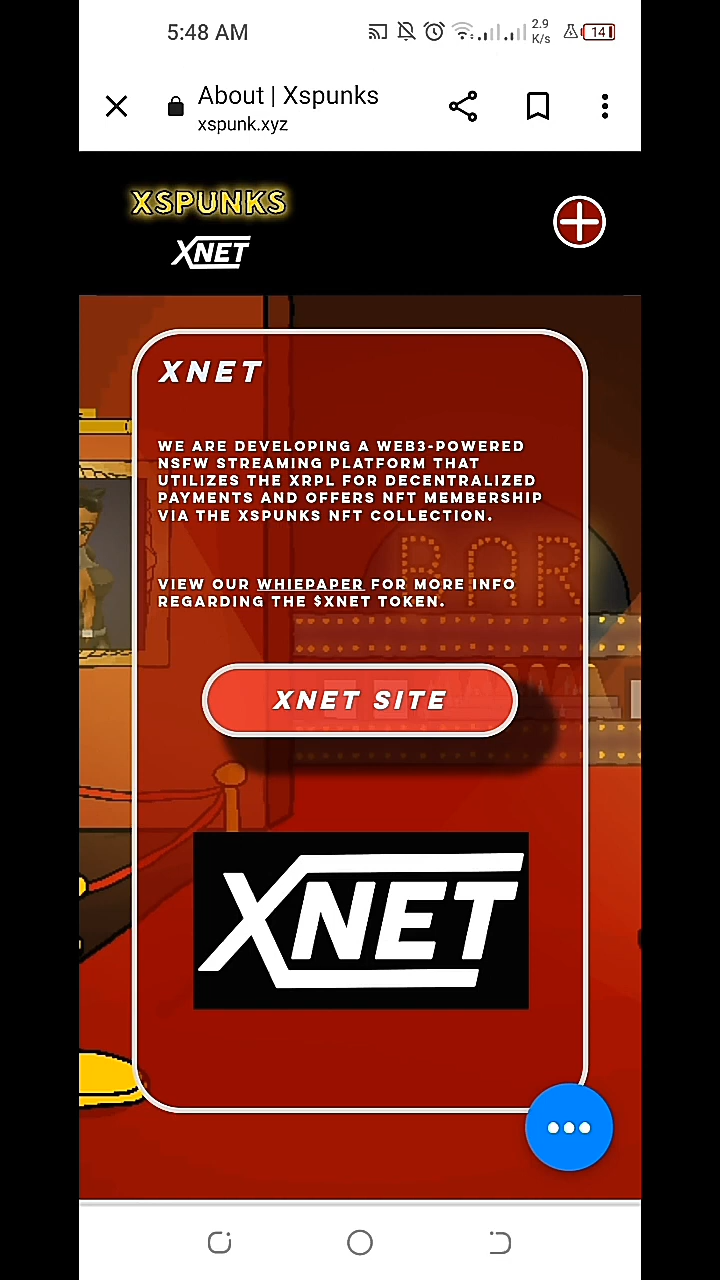 5:48 AM
2.9
K/s
14
About | Xspunks
xspunk.xyz
XSPUNKS
XNET
XNET
WE ARE DEVELOPING A WEB3-POWERED
NSFW STREAMING PLATFORM THAT
UTILIZES THE XRPL FOR DECENTRALIZED
PAYMENTS AND OFFERS NFT MEMBERSHIP
VIA THE XSPUNKS NFT COLLECTION.
BAR
VIEW OUR WHIEPAPER FOR MORE INFO
REGARDING THE $XNET TOKEN.
XNET SITE
XNET